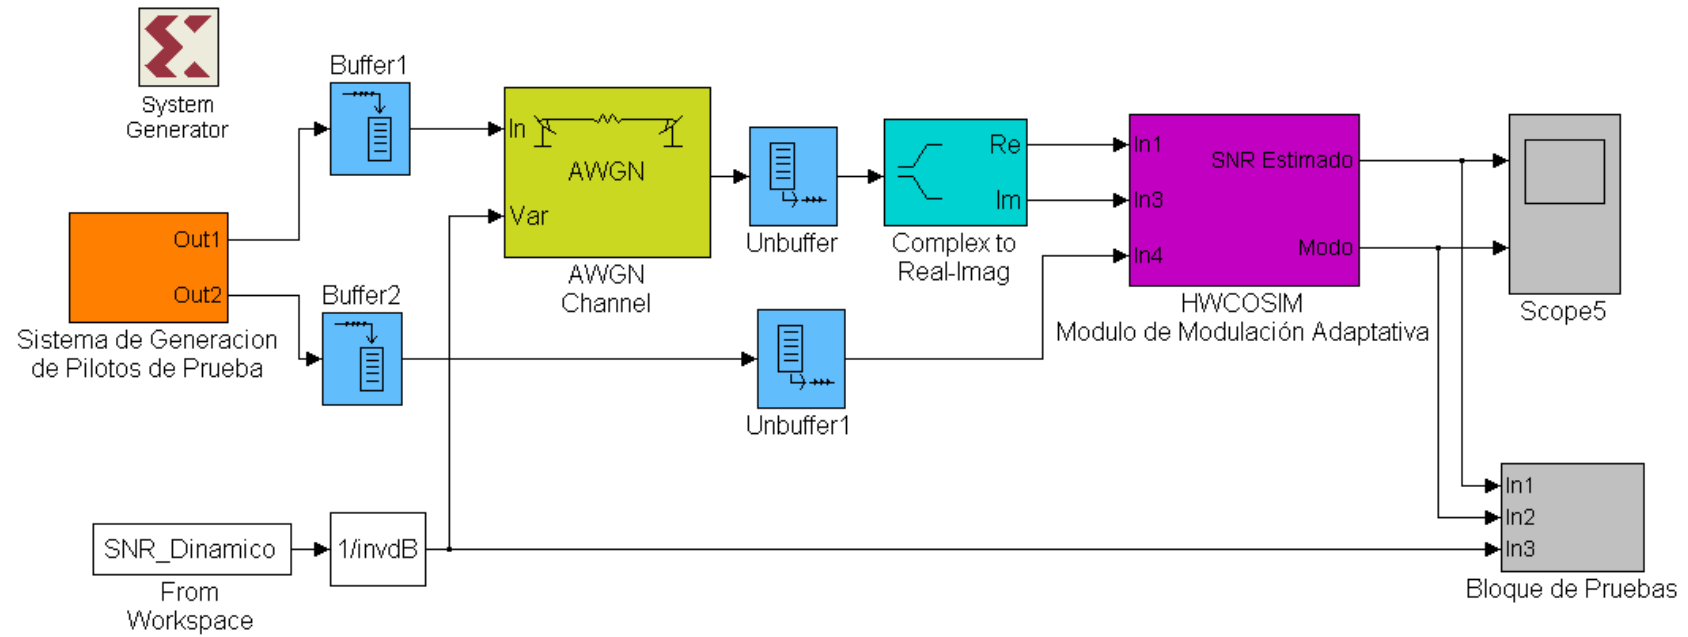 System
Generator
Buffer1
In
AWGN
Var
AWGN
Channel
Out1
Out2
Sistema de Generacion
de Pilotos de Prueba
Buffer2
Unbuffer
Re
Im
Complex to
Real-Imag
In1
In3
In4
SNR Estimado
Modo
HWCOSIM
Modulo de Modulación Adaptativa
Scope5
Unbuffer1
SNR_Dinamico
From
Workspace
1/invdB
In1
In2
In3
Bloque de Pruebas